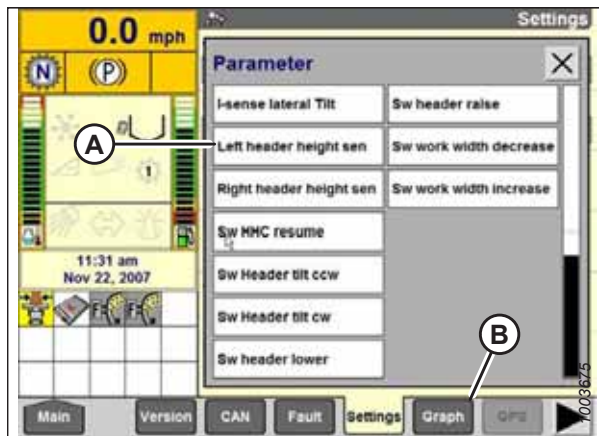 0.0 mph
Settings
N (P)
Parameter X
I-sense lateral Tilt Sw header raise
A
Left header height sen Sw work width decrease
1
Right header height sen Sw work width increase
Sw HHC resume
11:31 am
Nov 22, 2007
Sw Header tilt ccw
Sw Header tilt cw
B
Sw header lower
Main Version CAN Fault Settings Graph GPS
1003675